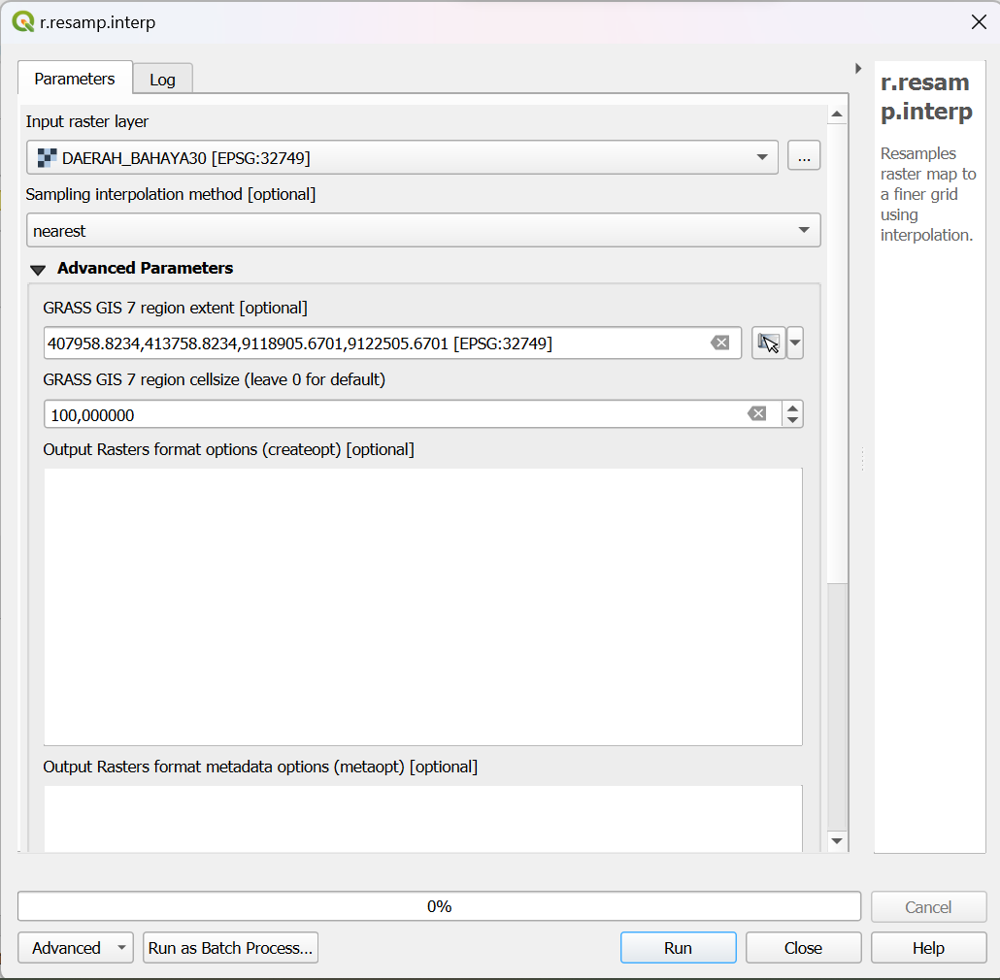 r.resamp.interp
Parameters
Log
Input raster layer
DAERAH_BAHAYA30 [EPSG:32749]
...
Sampling interpolation method [optional]
nearest
Advanced Parameters
GRASS GIS 7 region extent [optional]
407958.8234,413758.8234,9118905.6701,9122505.6701 [EPSG:32749]
GRASS GIS 7 region cellsize (leave 0 for default)
100,000000
Output Rasters format options (createopt) [optional]
Output Rasters format metadata options (metaopt) [optional]
r.resam
p.interp
Resamples
raster map to
a finer grid
using
interpolation.
0%
Cancel
Advanced
Run as Batch Process...
Run
Close
Help